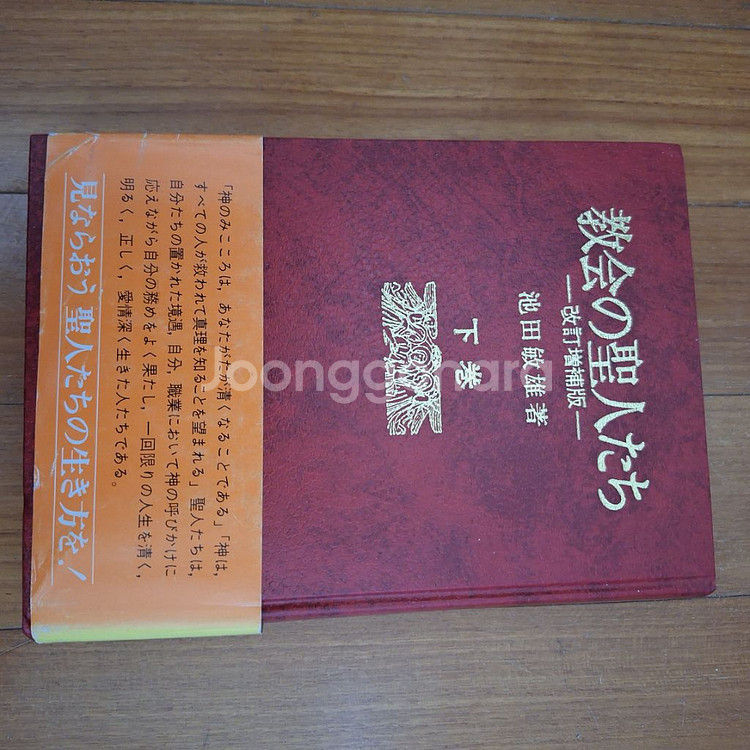 教会の聖人たち
―改訂増補版―
池田敏雄著
下巻
「神のみこころは，あなたがたが清くなることである」「神は，
すべての人が救われて真理を知ることを望まれる」聖人たちは，
自分たちの置かれた境遇，自分，職業において神の呼びかけに
応えながら自分の務めをよく果たし，一回限りの人生を清く，
明るく，正しく，愛情深く生きた人たちである。
見ならおう聖人たちの生き方を！
Joonggonara